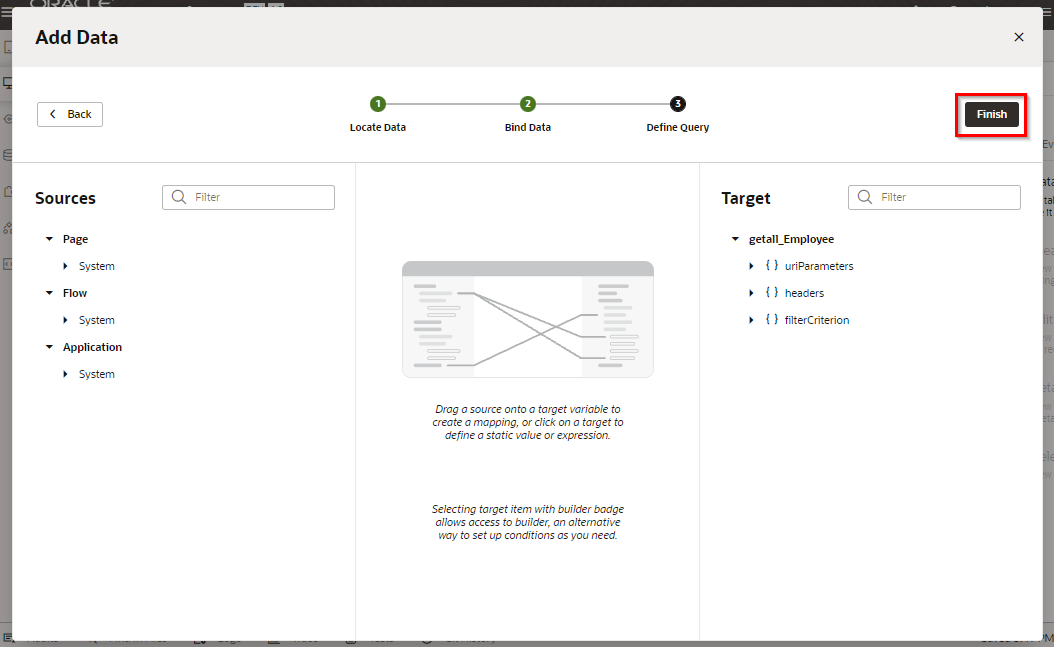 ORACLE
Add Data
Back
1
2
3
Locate Data
Bind Data
Define Query
Finish
Sources
Filter
Page
System
Flow
System
Application
System
Drag a source onto a target variable to
create a mapping, or click on a target to
define a static value or expression.
Selecting target item with builder badge
allows access to builder, an alternative
way to set up conditions as you need.
Target
Filter
getall_Employee
{ } uriParameters
{ } headers
{ } filterCriterion